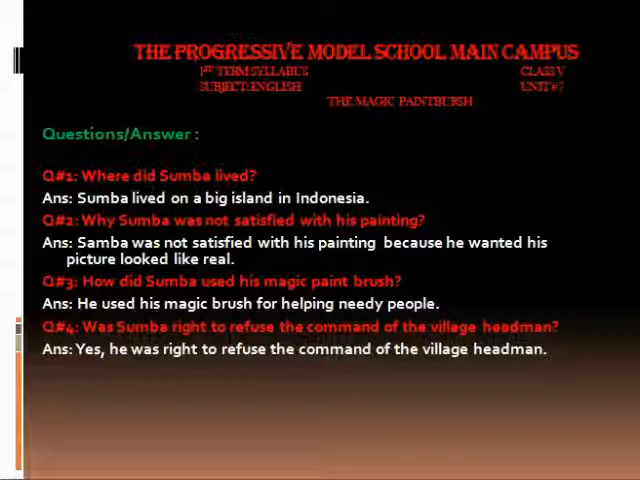 THE PROGRESSIVE MODEL SCHOOL MAIN CAMPUS
1ST TERM SYLLABUS CLASS V
SUBJECT: ENGLISH UNIT#7
THE MAGIC PAINTBURSH
Questions/Answer :
Q#1: Where did Sumba lived?
Ans: Sumba lived on a big island in Indonesia.
Q#2: Why Sumba was not satisfied with his painting?
Ans: Samba was not satisfied with his painting because he wanted his
picture looked like real.
Q#3: How did Sumba used his magic paint brush?
Ans: He used his magic brush for helping needy people.
Q#4: Was Sumba right to refuse the command of the village headman?
Ans: Yes, he was right to refuse the command of the village headman.